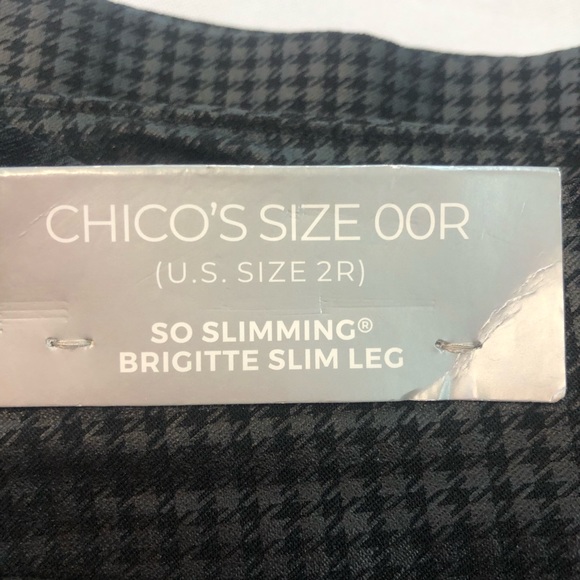 CHICO'S SIZE 00R
(U.S. SIZE 2R)
SO SLIMMING®
BRIGITTE SLIM LEG